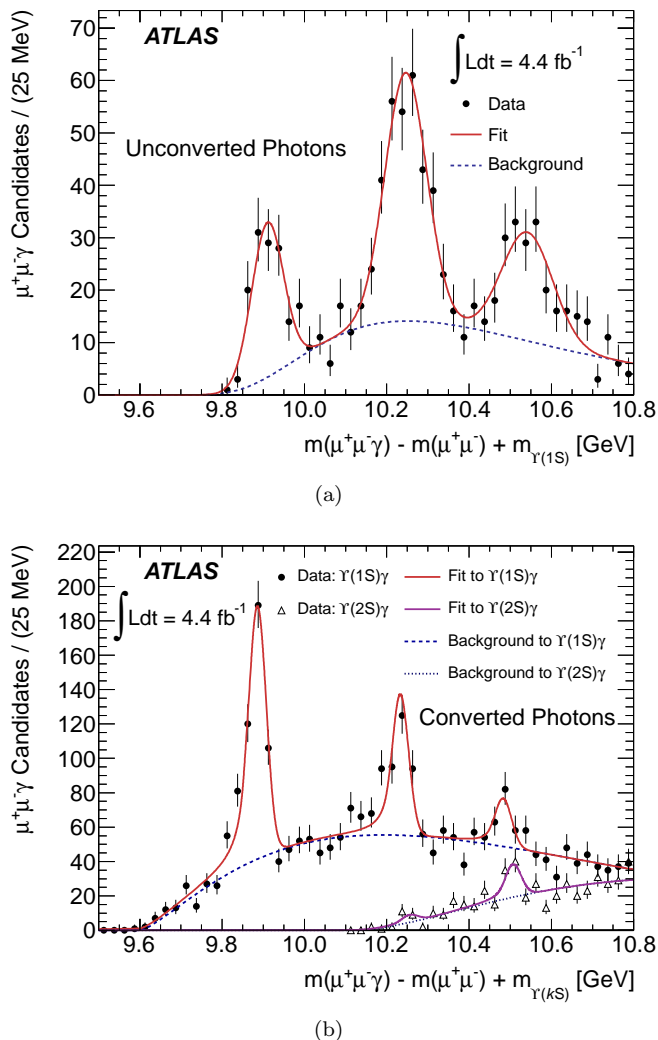 ATLAS
∫Ldt = 4.4 fb⁻¹
Data
Fit
Background
Unconverted Photons
μ⁺μ⁻γ Candidates / (25 MeV)
70
60
50
40
30
20
10
0
9.6 9.8 10.0 10.2 10.4 10.6 10.8
m(μ⁺μ⁻γ) - m(μ⁺μ⁻) + m_Υ(1S) [GeV]
(a)
ATLAS
∫Ldt = 4.4 fb⁻¹
Data: Υ(1S)γ
Data: Υ(2S)γ
Fit to Υ(1S)γ
Fit to Υ(2S)γ
Background to Υ(1S)γ
Background to Υ(2S)γ
Converted Photons
μ⁺μ⁻γ Candidates / (25 MeV)
220
200
180
160
140
120
100
80
60
40
20
0
9.6 9.8 10.0 10.2 10.4 10.6 10.8
m(μ⁺μ⁻γ) - m(μ⁺μ⁻) + m_Υ(kS) [GeV]
(b)